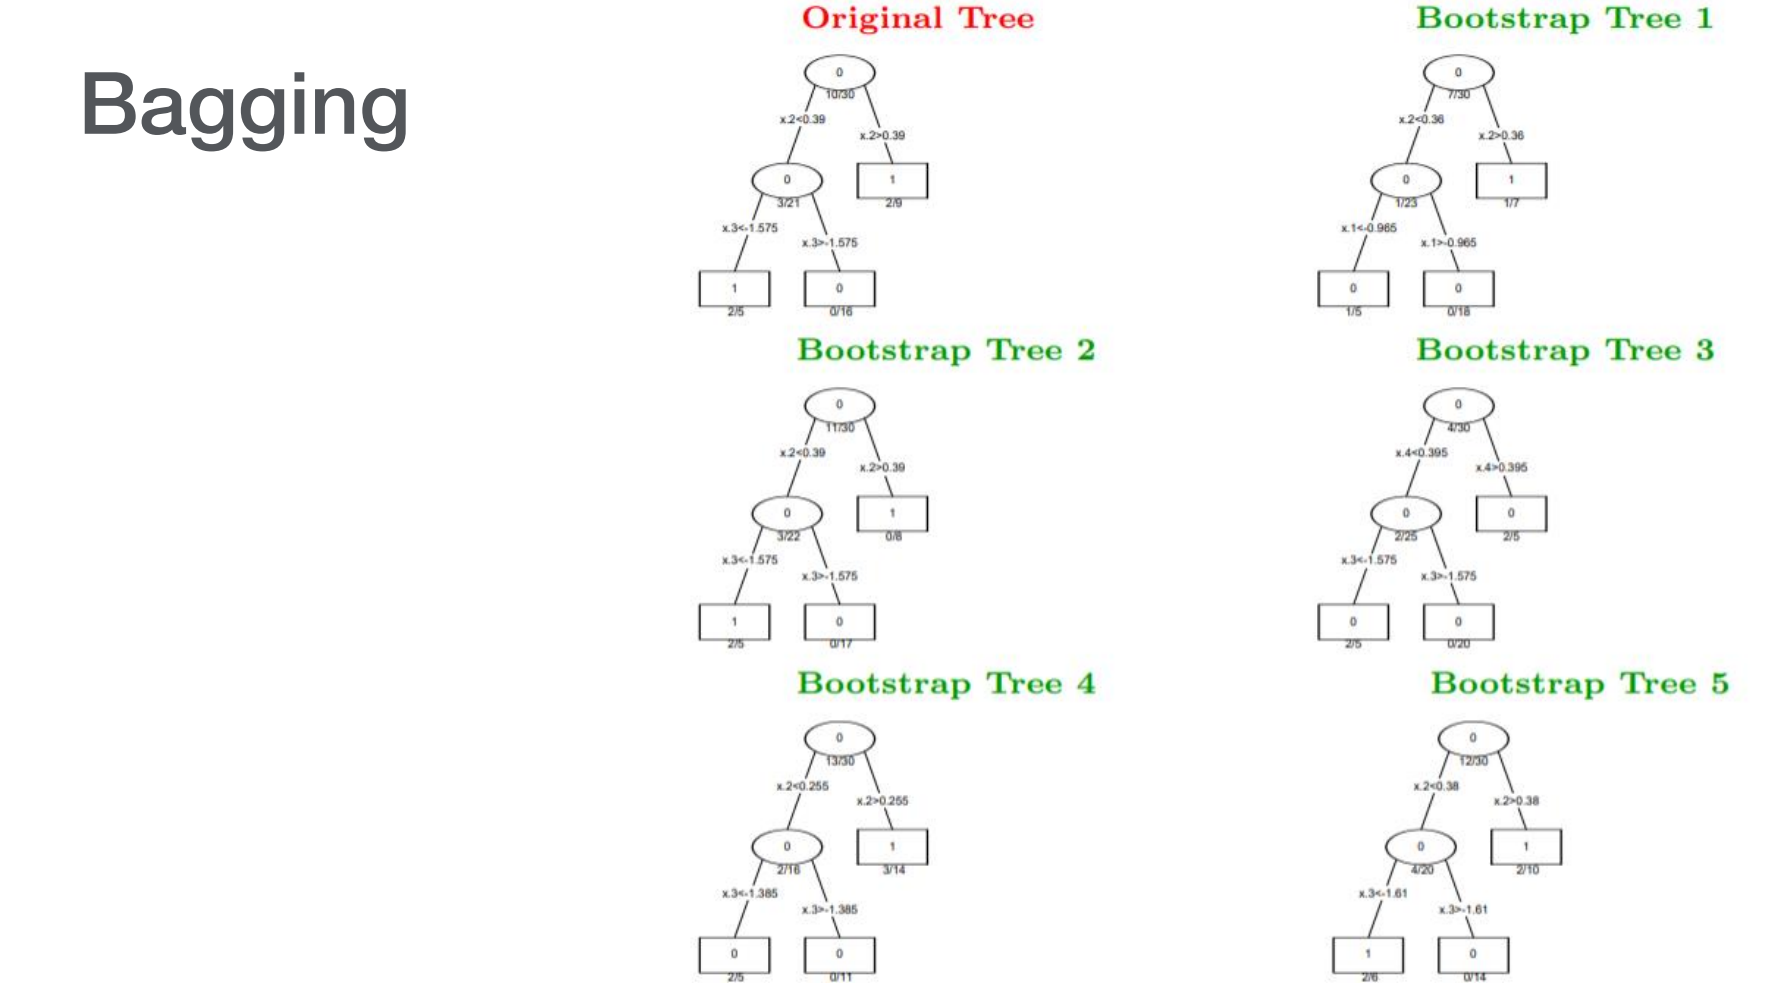 Bagging
Original Tree
0
10/30
x.2<0.39
x.2>0.39
0
3/21
1
2/9
x.3<-1.575
x.3>-1.575
1
2/5
0
0/16
Bootstrap Tree 1
0
7/30
x.2<0.36
x.2>0.36
0
1/23
1
1/7
x.1<-0.965
x.1>-0.965
0
1/5
0
0/18
Bootstrap Tree 2
0
11/30
x.2<0.39
x.2>0.39
0
3/22
1
0/8
x.3<-1.575
x.3>-1.575
1
2/5
0
0/17
Bootstrap Tree 3
0
4/30
x.4<0.395
x.4>0.395
0
2/25
0
2/5
x.3<-1.575
x.3>-1.575
0
2/5
0
0/20
Bootstrap Tree 4
0
13/30
x.2<0.255
x.2>0.255
0
2/16
1
3/14
x.3<-1.385
x.3>-1.385
0
2/5
0
0/11
Bootstrap Tree 5
0
12/30
x.2<0.38
x.2>0.38
0
4/20
1
2/10
x.3<-1.61
x.3>-1.61
1
2/6
0
0/14